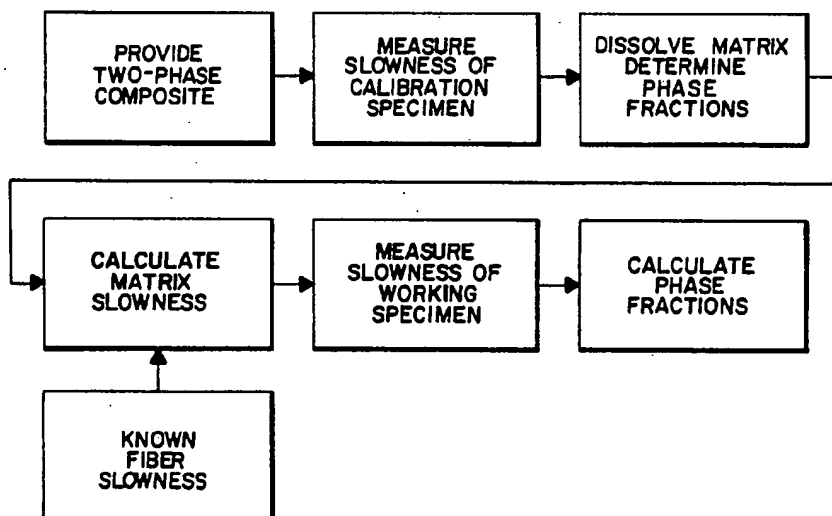 PROVIDE
TWO-PHASE
COMPOSITE
MEASURE
SLOWNESS OF
CALIBRATION
SPECIMEN
DISSOLVE MATRIX
DETERMINE
PHASE
FRACTIONS
CALCULATE
MATRIX
SLOWNESS
MEASURE
SLOWNESS OF
WORKING
SPECIMEN
CALCULATE
PHASE
FRACTIONS
KNOWN
FIBER
SLOWNESS